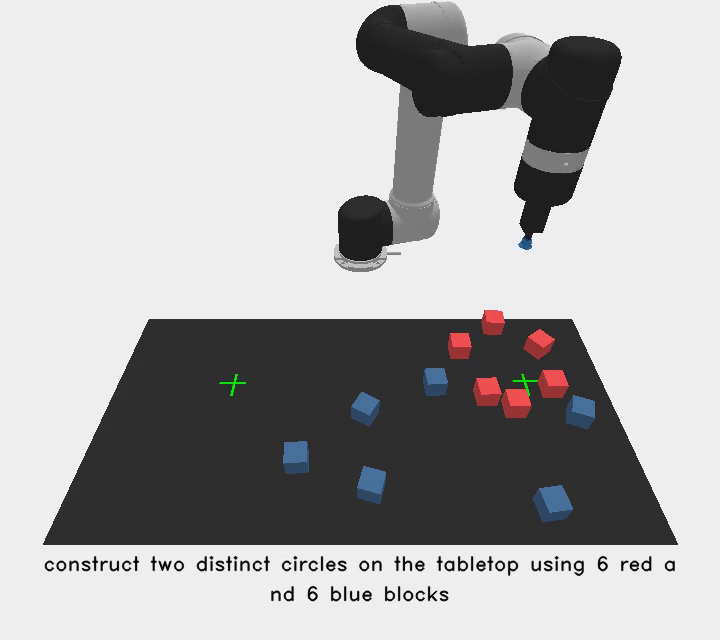 construct two distinct circles on the tabletop using 6 red a
nd 6 blue blocks